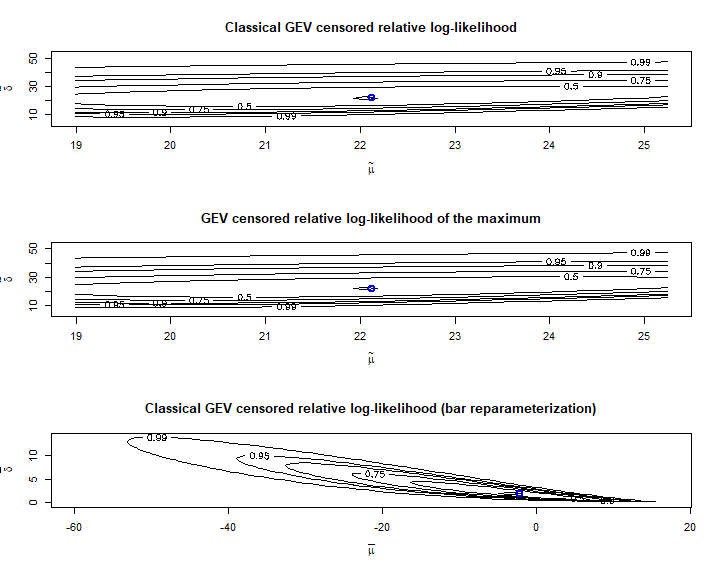 Classical GEV censored relative log-likelihood
50
30
10
δ̃
0.99
0.95
0.9
0.75
0.5
0.5
0.75
0.9
0.95
0.99
19 20 21 22 23 24 25
μ̃
GEV censored relative log-likelihood of the maximum
50
30
10
δ̃
0.99
0.95
0.9
0.75
0.5
0.5
0.75
0.9
0.95
0.99
19 20 21 22 23 24 25
μ̃
Classical GEV censored relative log-likelihood (bar reparameterization)
10
5
0
0.99
0.95
0.75
-60 -40 -20 0 20
μ̅